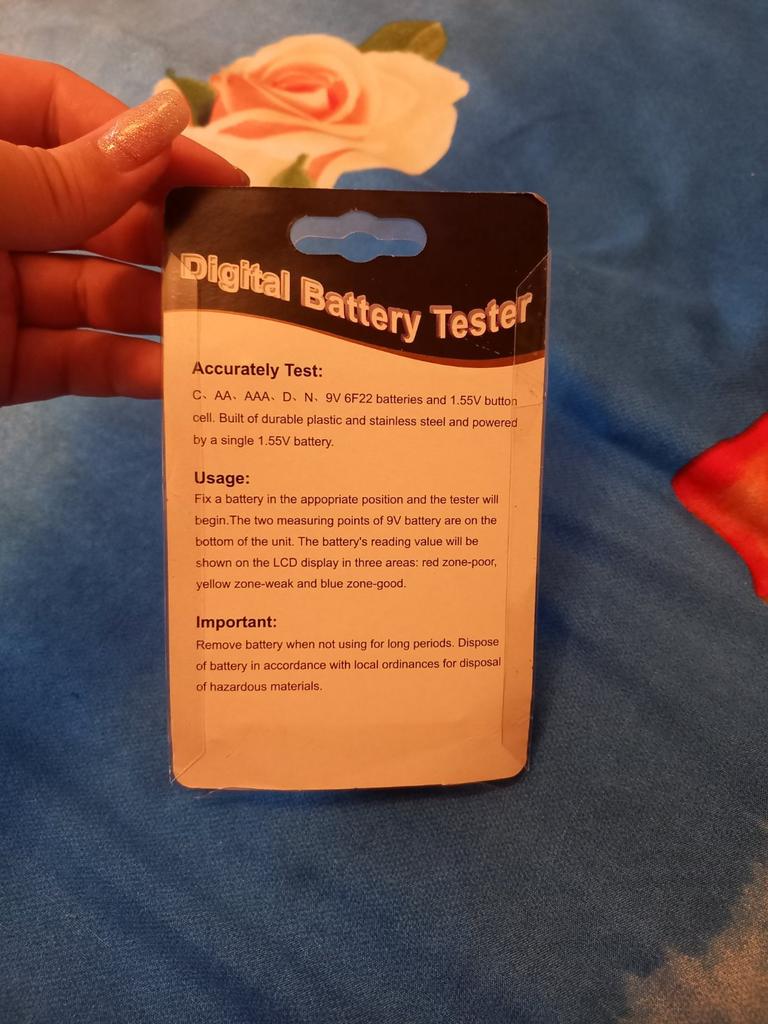 Digital Battery Tester
Accurately Test:
C、AA、AAA、D、N、9V 6F22 batteries and 1.55V button
cell. Built of durable plastic and stainless steel and powered
by a single 1.55V battery.
Usage:
Fix a battery in the appopriate position and the tester will
begin.The two measuring points of 9V battery are on the
bottom of the unit. The battery's reading value will be
shown on the LCD display in three areas: red zone-poor,
yellow zone-weak and blue zone-good.
Important:
Remove battery when not using for long periods. Dispose
of battery in accordance with local ordinances for disposal
of hazardous materials.